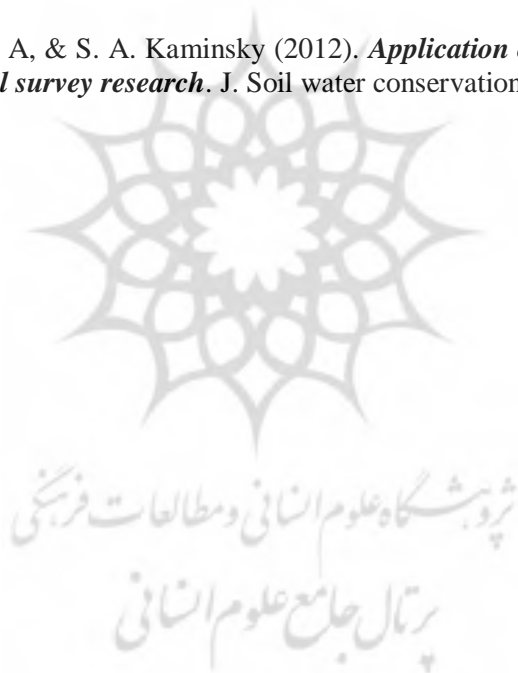 A, & S. A. Kaminsky (2012). Application
l survey research. J. Soil water conservation
پژوهشگاه علوم انسانی و مطالعات فرهنگی
پرتال جامع علوم انسانی